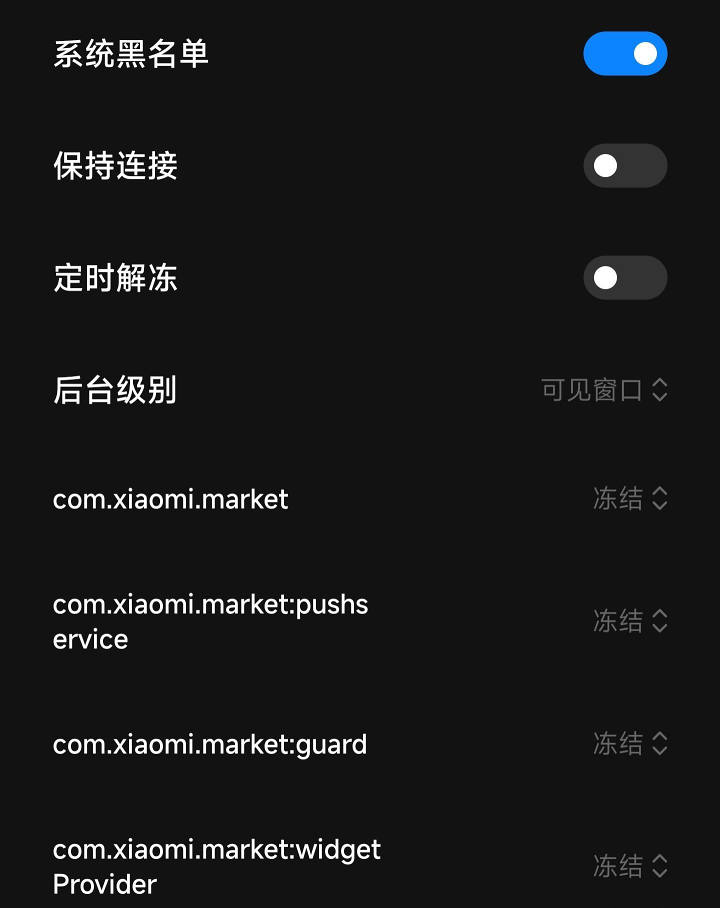 系统黑名单
保持连接
定时解冻
后台级别 可见窗口
com.xiaomi.market 冻结
com.xiaomi.market:pushs
ervice 冻结
com.xiaomi.market:guard 冻结
com.xiaomi.market:widget
Provider 冻结